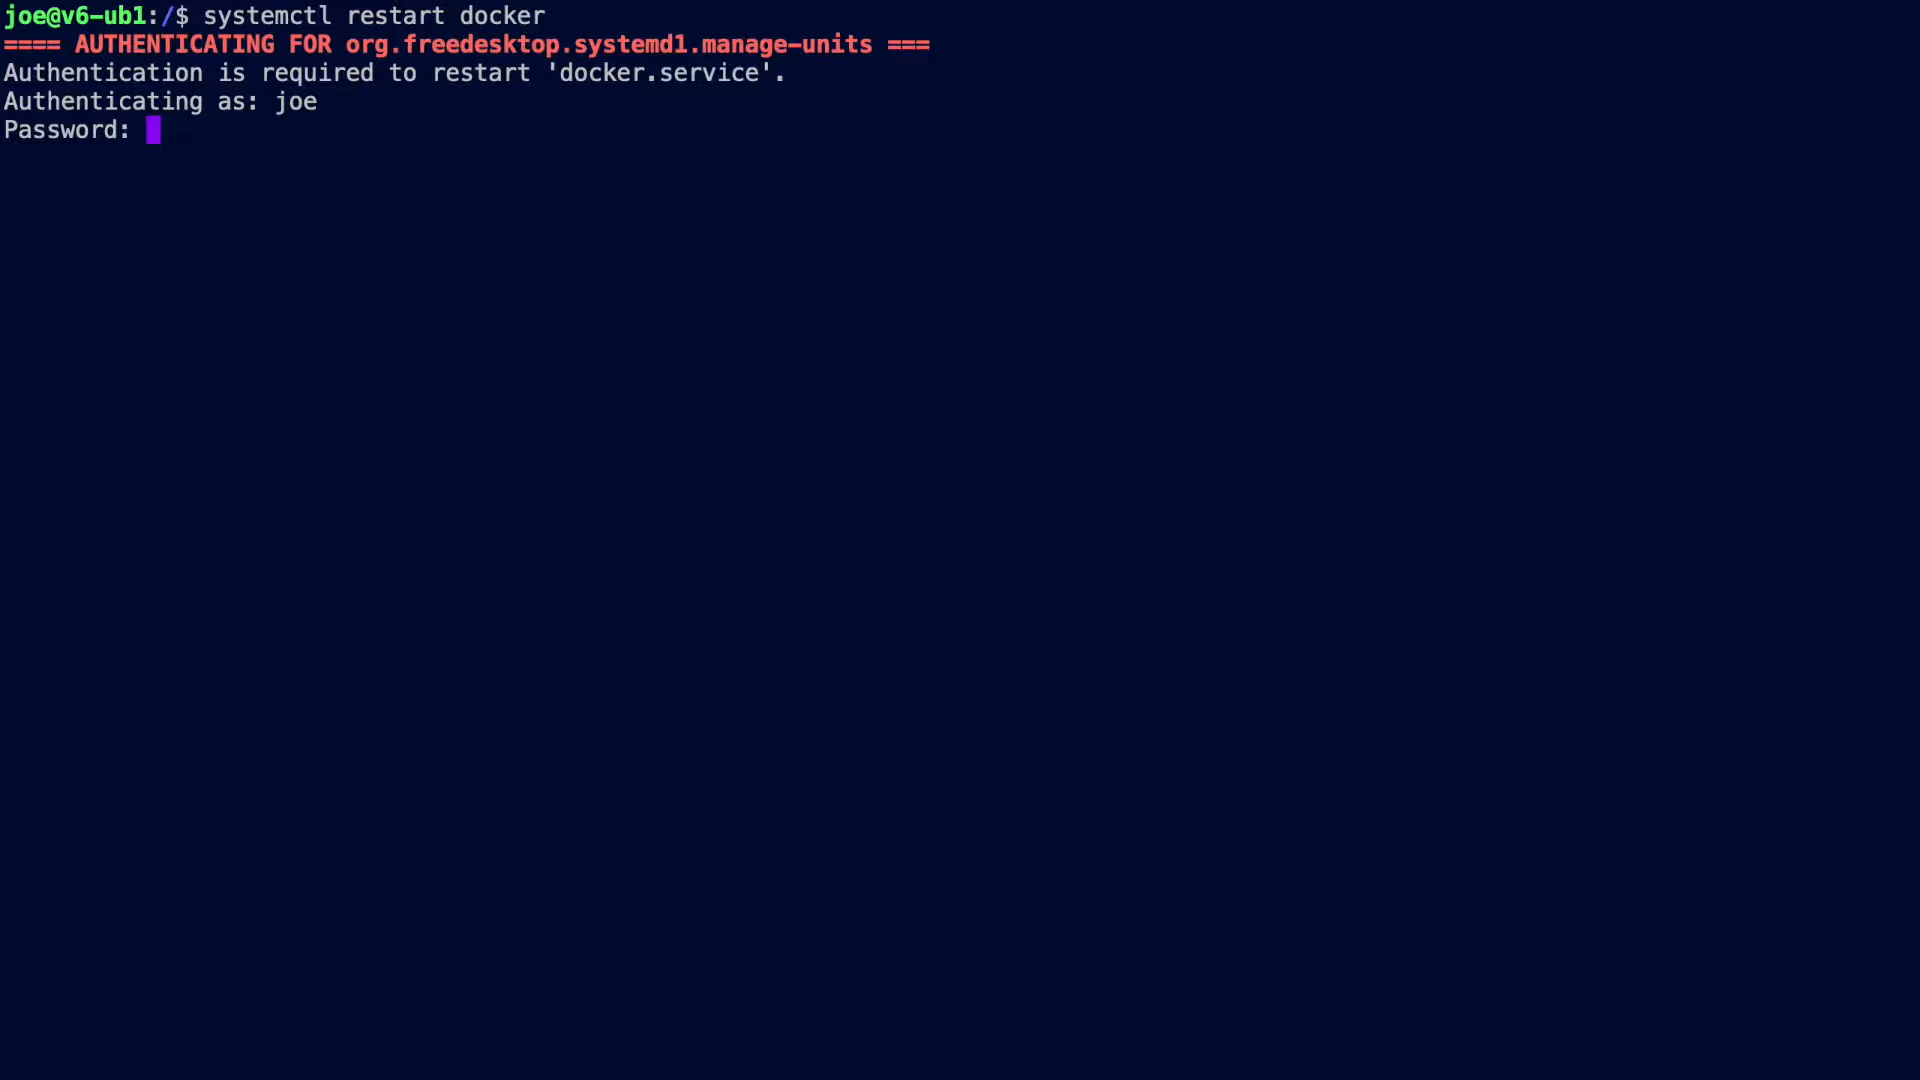 joe@v6-ub1:/$ systemctl restart docker
==== AUTHENTICATING FOR org.freedesktop.systemd1.manage-units ===
Authentication is required to restart 'docker.service'.
Authenticating as: joe
Password: